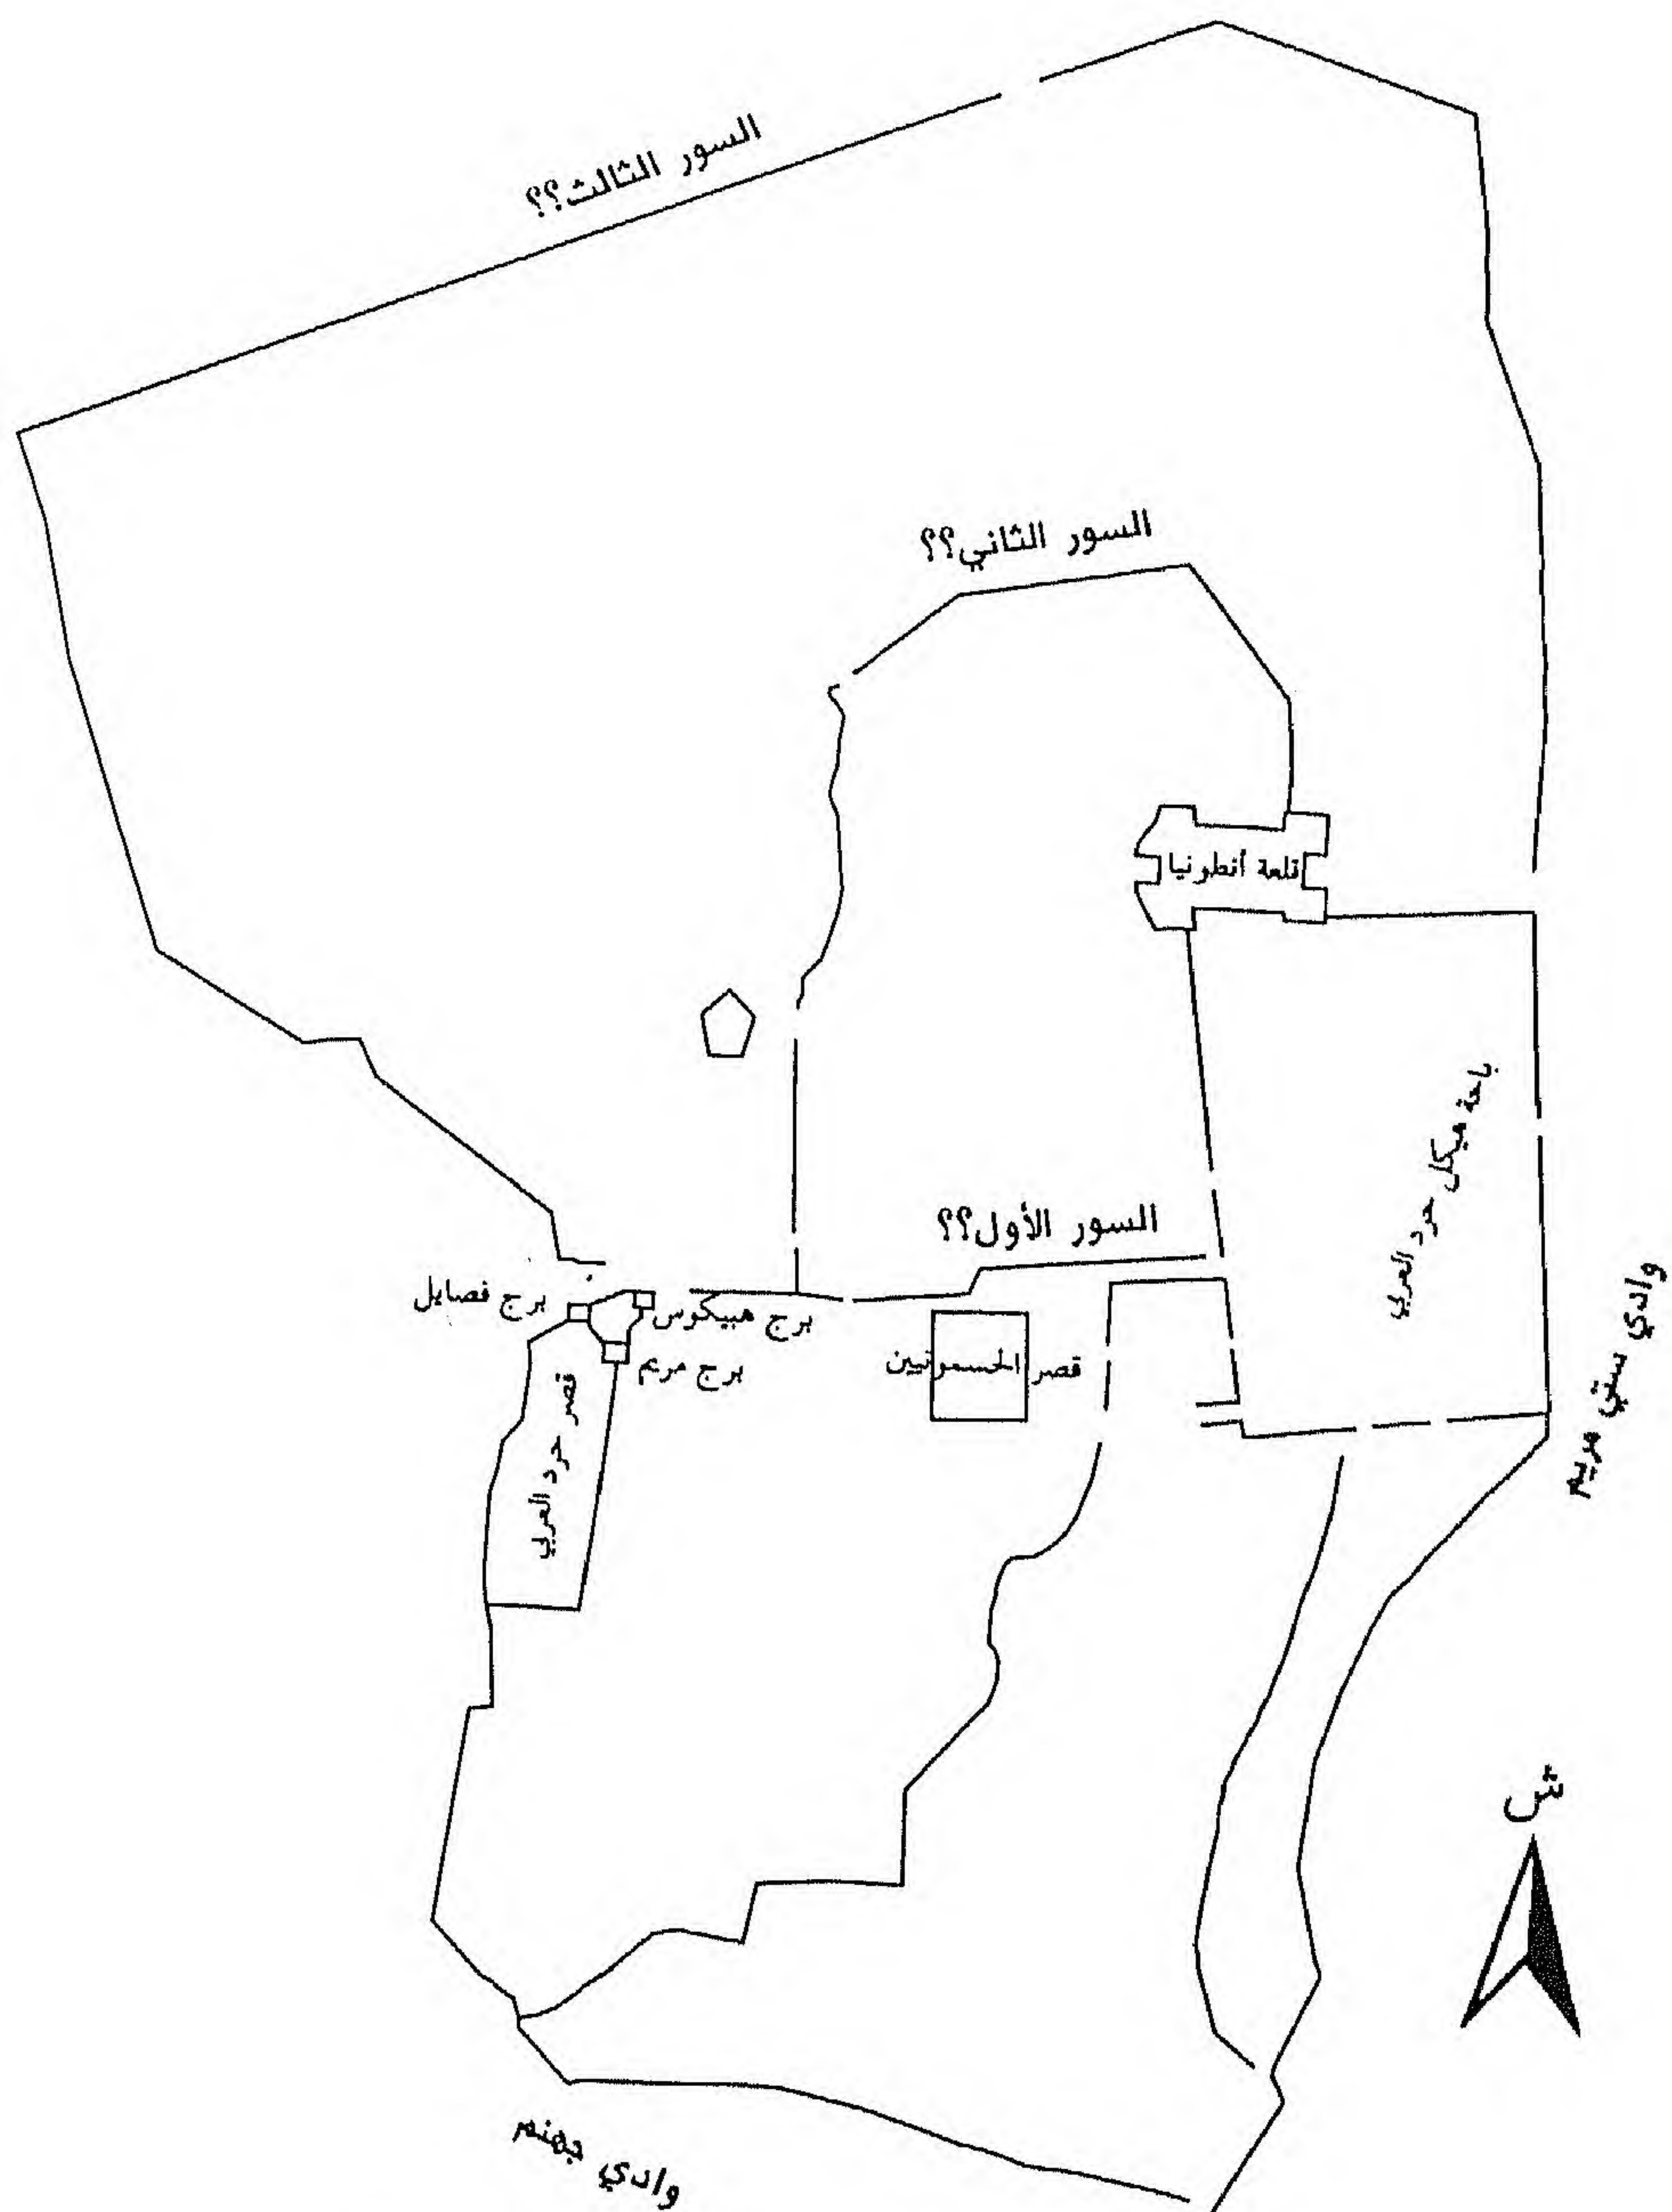 السور الثالث؟؟
السور الثاني؟؟
قلعة أنطونيا
باحة هيكل حرد العربي
السور الأول؟؟
برج فصايل
برج هبيكوس
برج مريم
قصر الحسمونيين
قصر حرد العربي
وادي ستي مريم
ش
وادي جهنم